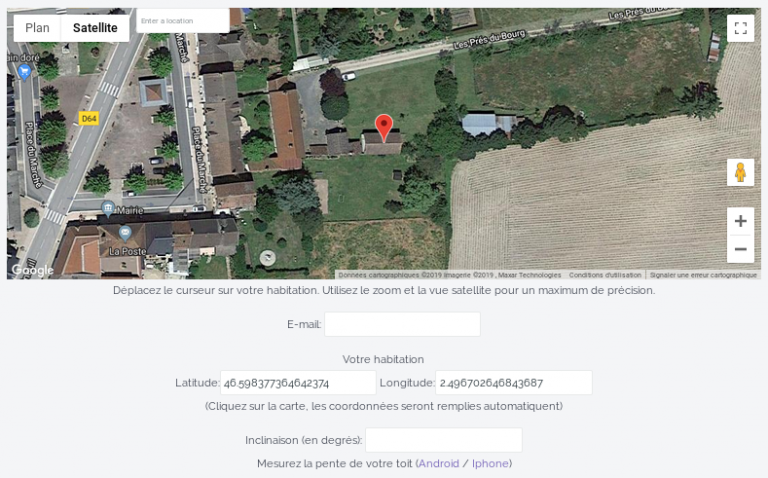 Plan
Satellite
Enter a location
Les Prés du Bourg
ain doré
D64
Place du Marché
Place du Marché
Mairie
La Poste
Google
Données cartographiques ©2019 Imagerie ©2019 , Maxar Technologies Conditions d'utilisation Signaler une erreur cartographique
Déplacez le curseur sur votre habitation. Utilisez le zoom et la vue satellite pour un maximum de précision.
E-mail:
Votre habitation
Latitude: 46.598377364642374 Longitude: 2.496702646843687
(Cliquez sur la carte, les coordonnées seront remplies automatiquent)
Inclinaison (en degrés):
Mesurez la pente de votre toit (Android / Iphone)